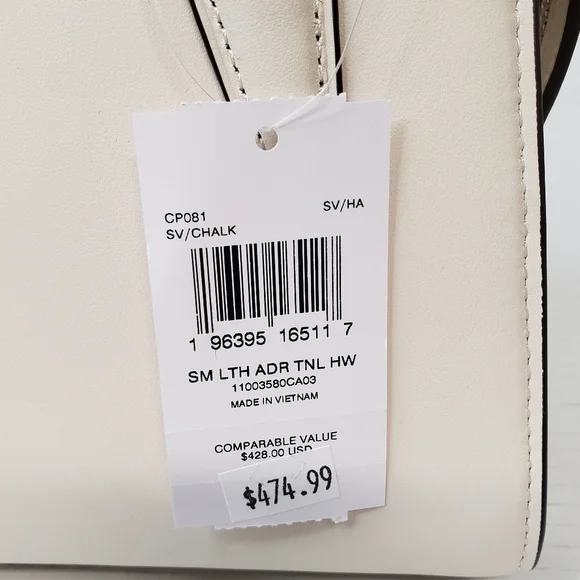 CP081 SV/HA
SV/CHALK
1 96395 16511 7
SM LTH ADR TNL HW
11003580CA03
MADE IN VIETNAM
COMPARABLE VALUE
$428.00 USD
$474.99